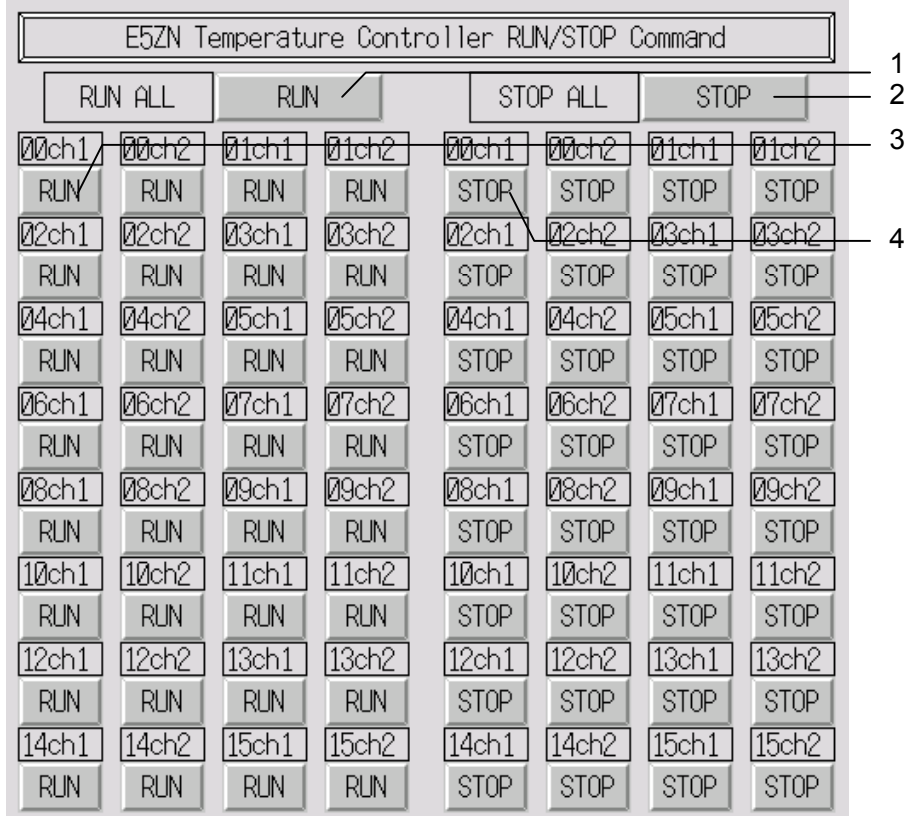 E5ZN Temperature Controller RUN/STOP Command
1
RUN ALL RUN STOP ALL STOP 2
00ch1 00ch2 01ch1 01ch2 00ch1 00ch2 01ch1 01ch2 3
RUN RUN RUN RUN STOP STOP STOP STOP
02ch1 02ch2 03ch1 03ch2 02ch1 02ch2 03ch1 03ch2 4
RUN RUN RUN RUN STOP STOP STOP STOP
04ch1 04ch2 05ch1 05ch2 04ch1 04ch2 05ch1 05ch2
RUN RUN RUN RUN STOP STOP STOP STOP
06ch1 06ch2 07ch1 07ch2 06ch1 06ch2 07ch1 07ch2
RUN RUN RUN RUN STOP STOP STOP STOP
08ch1 08ch2 09ch1 09ch2 08ch1 08ch2 09ch1 09ch2
RUN RUN RUN RUN STOP STOP STOP STOP
10ch1 10ch2 11ch1 11ch2 10ch1 10ch2 11ch1 11ch2
RUN RUN RUN RUN STOP STOP STOP STOP
12ch1 12ch2 13ch1 13ch2 12ch1 12ch2 13ch1 13ch2
RUN RUN RUN RUN STOP STOP STOP STOP
14ch1 14ch2 15ch1 15ch2 14ch1 14ch2 15ch1 15ch2
RUN RUN RUN RUN STOP STOP STOP STOP